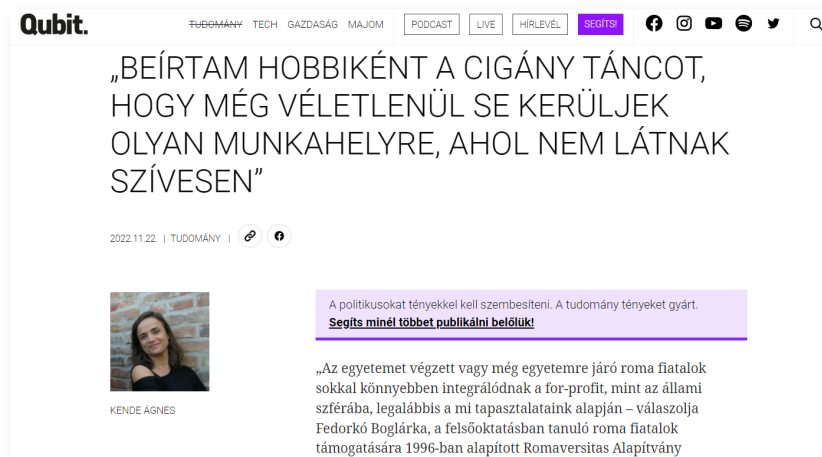 Qubit.
TUDOMÁNY TECH GAZDASÁG MAJOM PODCAST LIVE HÍRLEVÉL SEGÍTS!
„BEÍRTAM HOBBIKÉNT A CIGÁNY TÁNCOT,
HOGY MÉG VÉLETLENÜL SE KERÜLJEK
OLYAN MUNKAHELYRE, AHOL NEM LÁTNAK
SZÍVESEN”
2022.11.22. | TUDOMÁNY |
A politikusokat tényekkel kell szembesíteni. A tudomány tényeket gyárt.
Segíts minél többet publikálni belőlük!
KENDE ÁGNES
„Az egyetemet végzett vagy még egyetemre járó roma fiatalok
sokkal könnyebben integrálódnak a for-profit, mint az állami
szférába, legalábbis a mi tapasztalataink alapján – válaszolja
Fedorkó Boglárka, a felsőoktatásban tanuló roma fiatalok
támogatására 1996-ban alapított Romaversitas Alapítvány